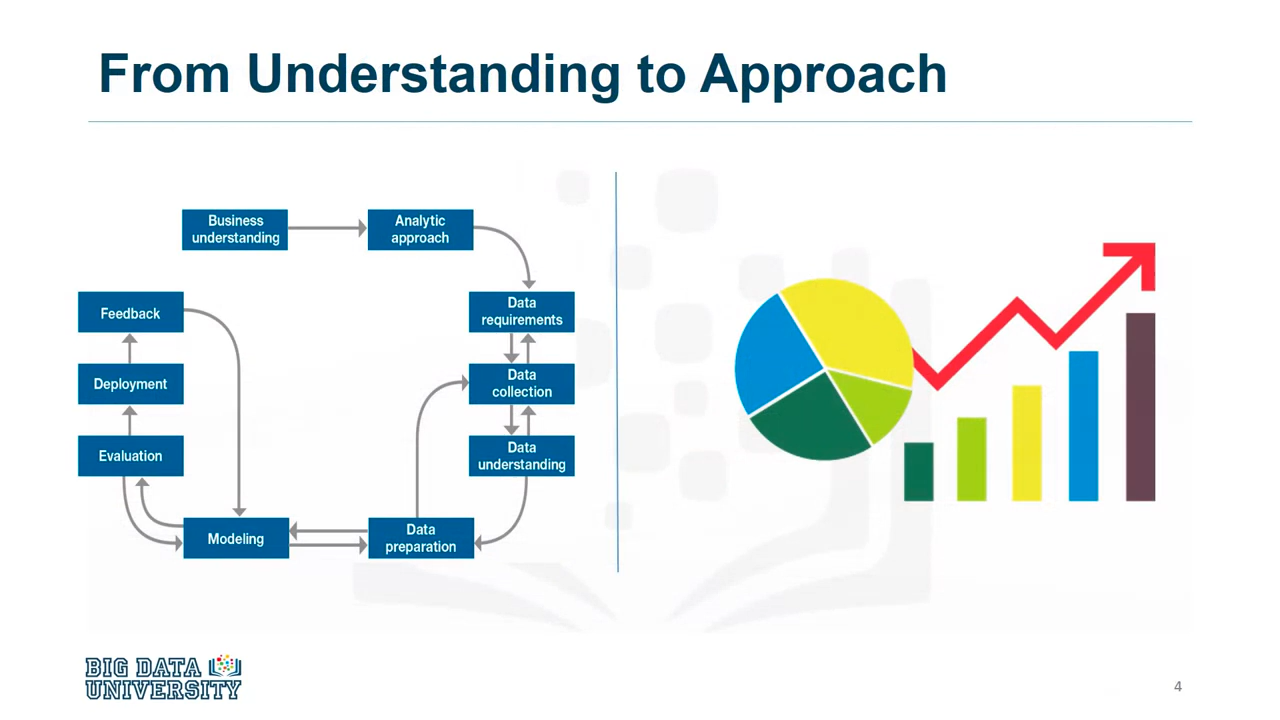 From Understanding to Approach
Business
understanding
Analytic
approach
Feedback
Data
requirements
Deployment
Data
collection
Evaluation
Data
understanding
Modeling
Data
preparation
BIG DATA
UNIVERSITY
4